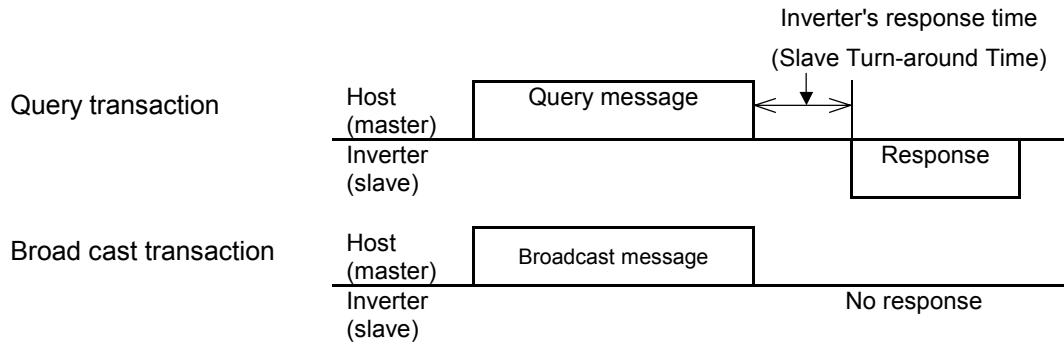 Inverter's response time
(Slave Turn-around Time)
Query transaction
Host
(master)
Query message
Inverter
(slave)
Response
Broad cast transaction
Host
(master)
Broadcast message
Inverter
(slave)
No response